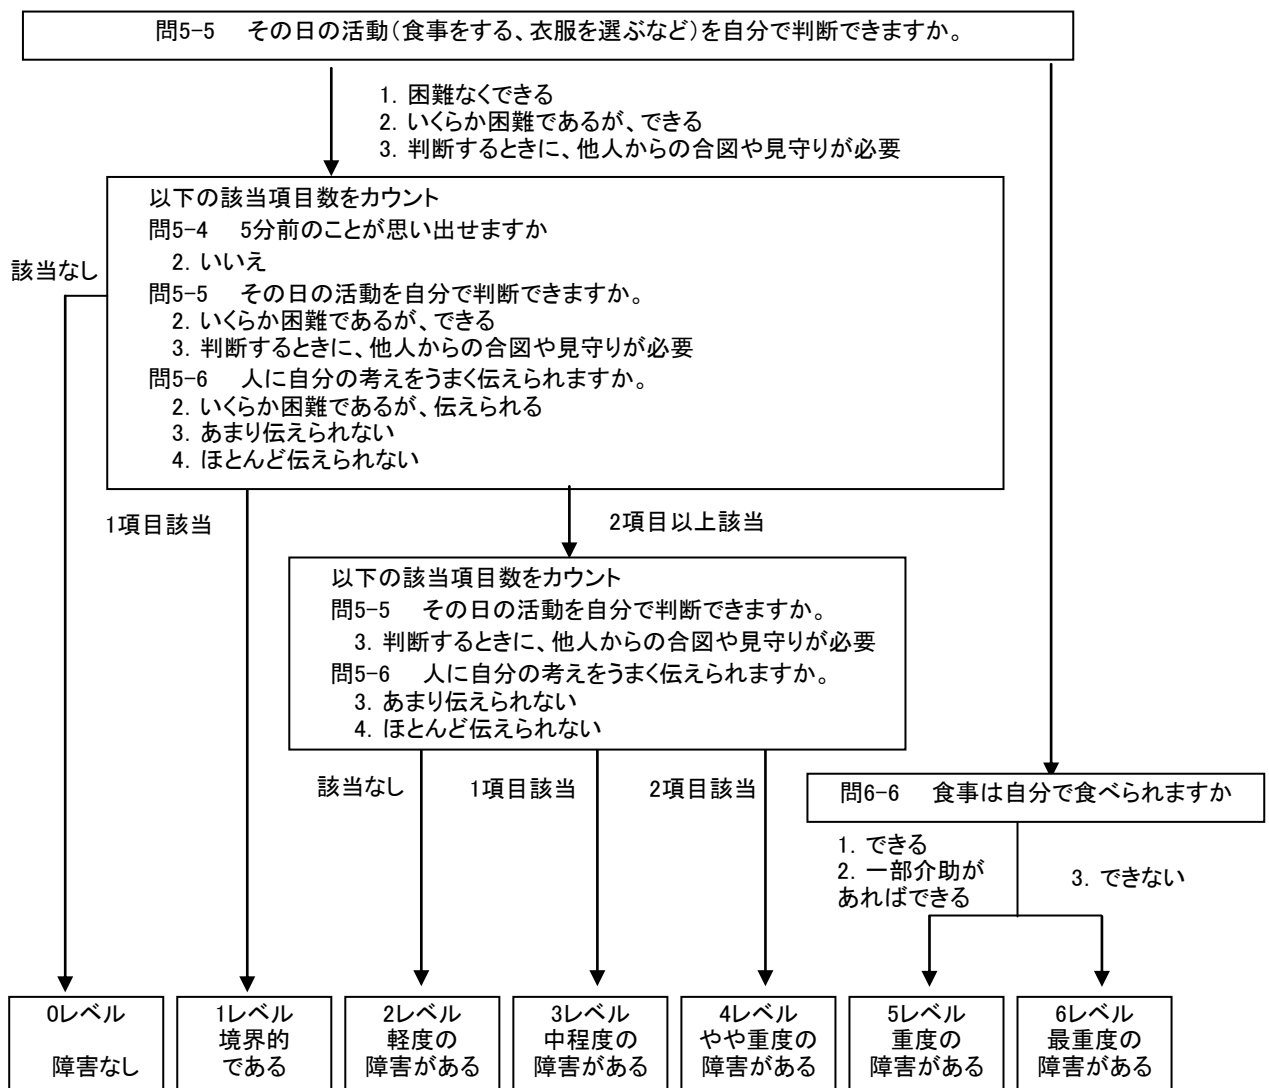 問5-5 その日の活動(食事をする、衣服を選ぶなど)を自分で判断できますか。
1. 困難なくできる
2. いくらか困難であるが、できる
3. 判断するときに、他人からの合図や見守りが必要
以下の該当項目数をカウント
問5-4 5分前のことが思い出せますか
2. いいえ
問5-5 その日の活動を自分で判断できますか。
2. いくらか困難であるが、できる
3. 判断するときに、他人からの合図や見守りが必要
問5-6 人に自分の考えをうまく伝えられますか。
2. いくらか困難であるが、伝えられる
3. あまり伝えられない
4. ほとんど伝えられない
該当なし
1項目該当
2項目以上該当
以下の該当項目数をカウント
問5-5 その日の活動を自分で判断できますか。
3. 判断するときに、他人からの合図や見守りが必要
問5-6 人に自分の考えをうまく伝えられますか。
3. あまり伝えられない
4. ほとんど伝えられない
該当なし
1項目該当
2項目該当
問6-6 食事は自分で食べられますか
1. できる
2. 一部介助が
あればできる
3. できない
0レベル
障害なし
1レベル
境界的
である
2レベル
軽度の
障害がある
3レベル
中程度の
障害がある
4レベル
やや重度の
障害がある
5レベル
重度の
障害がある
6レベル
最重度の
障害がある